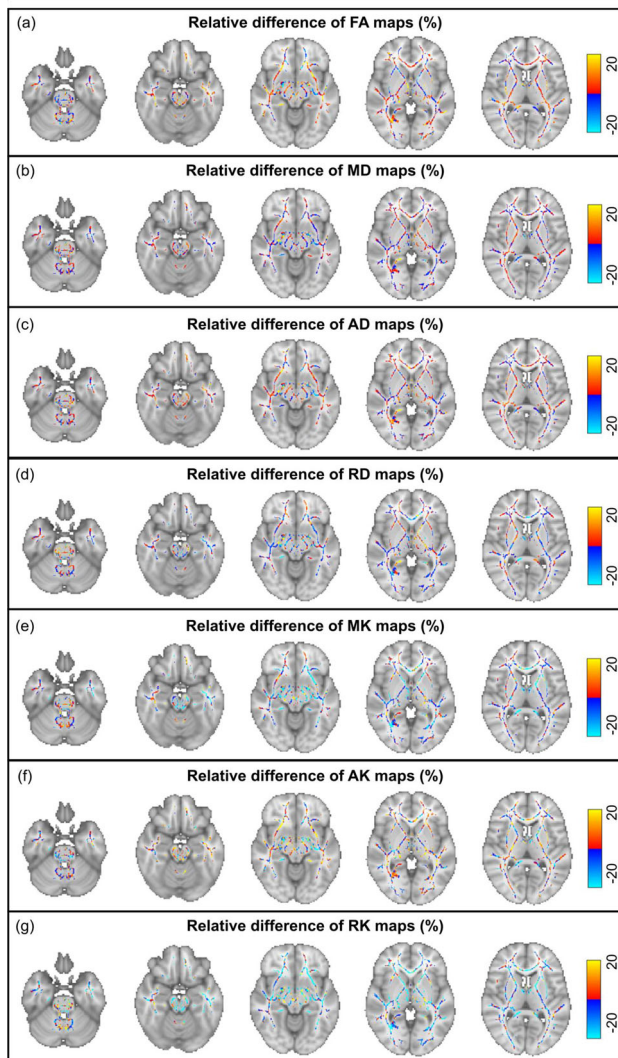 (a) Relative difference of FA maps (%)
20
-20
(b) Relative difference of MD maps (%)
20
-20
(c) Relative difference of AD maps (%)
20
-20
(d) Relative difference of RD maps (%)
20
-20
(e) Relative difference of MK maps (%)
20
-20
(f) Relative difference of AK maps (%)
20
-20
(g) Relative difference of RK maps (%)
20
-20